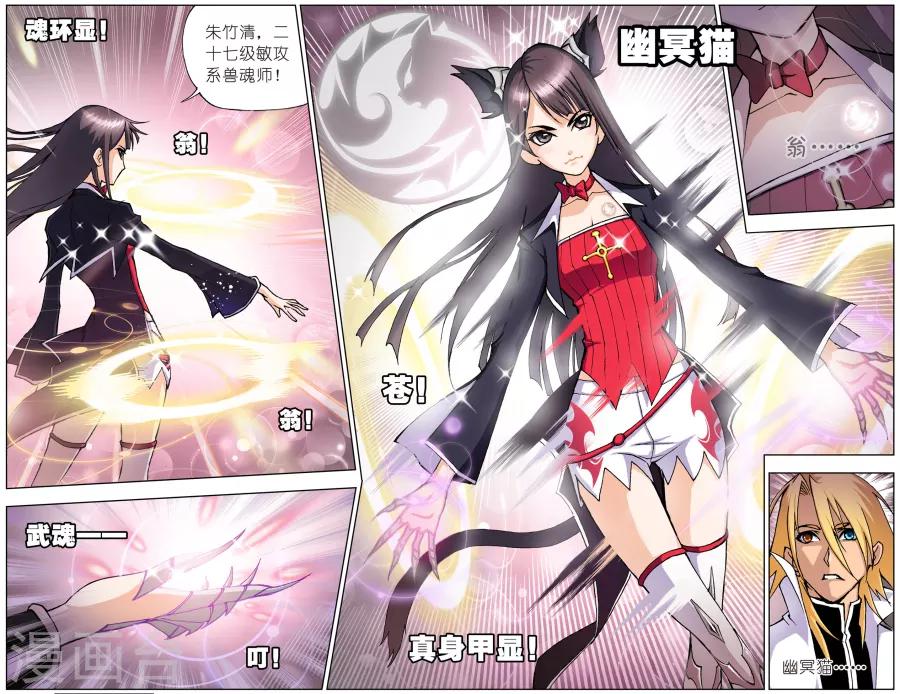 魂环显！
朱竹清，二
十七级敏攻
系兽魂师！
翁！
翁！
武魂——
叮！
幽冥猫
苍！
真身甲显！
翁……
幽冥猫……
漫画台